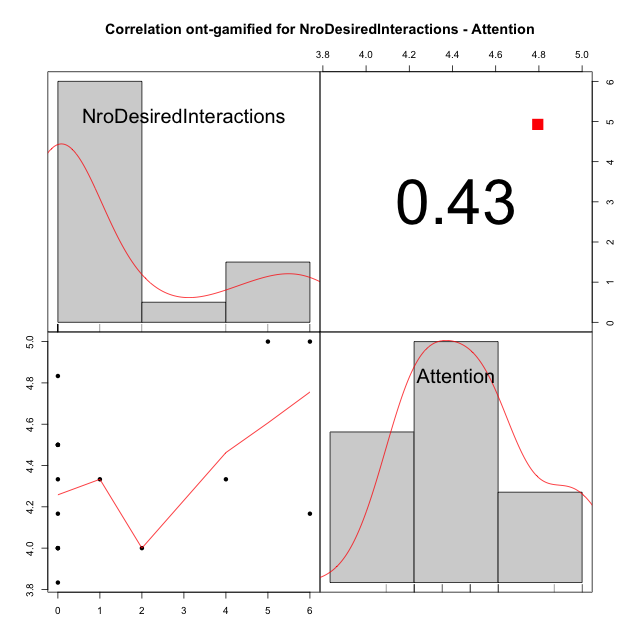 Correlation ont-gamified for NroDesiredInteractions - Attention
3.8 4.0 4.2 4.4 4.6 4.8 5.0
NroDesiredInteractions
0.43
0 1 2 3 4 5 6
3.8 4.0 4.2 4.4 4.6 4.8 5.0
Attention
0 1 2 3 4 5 6